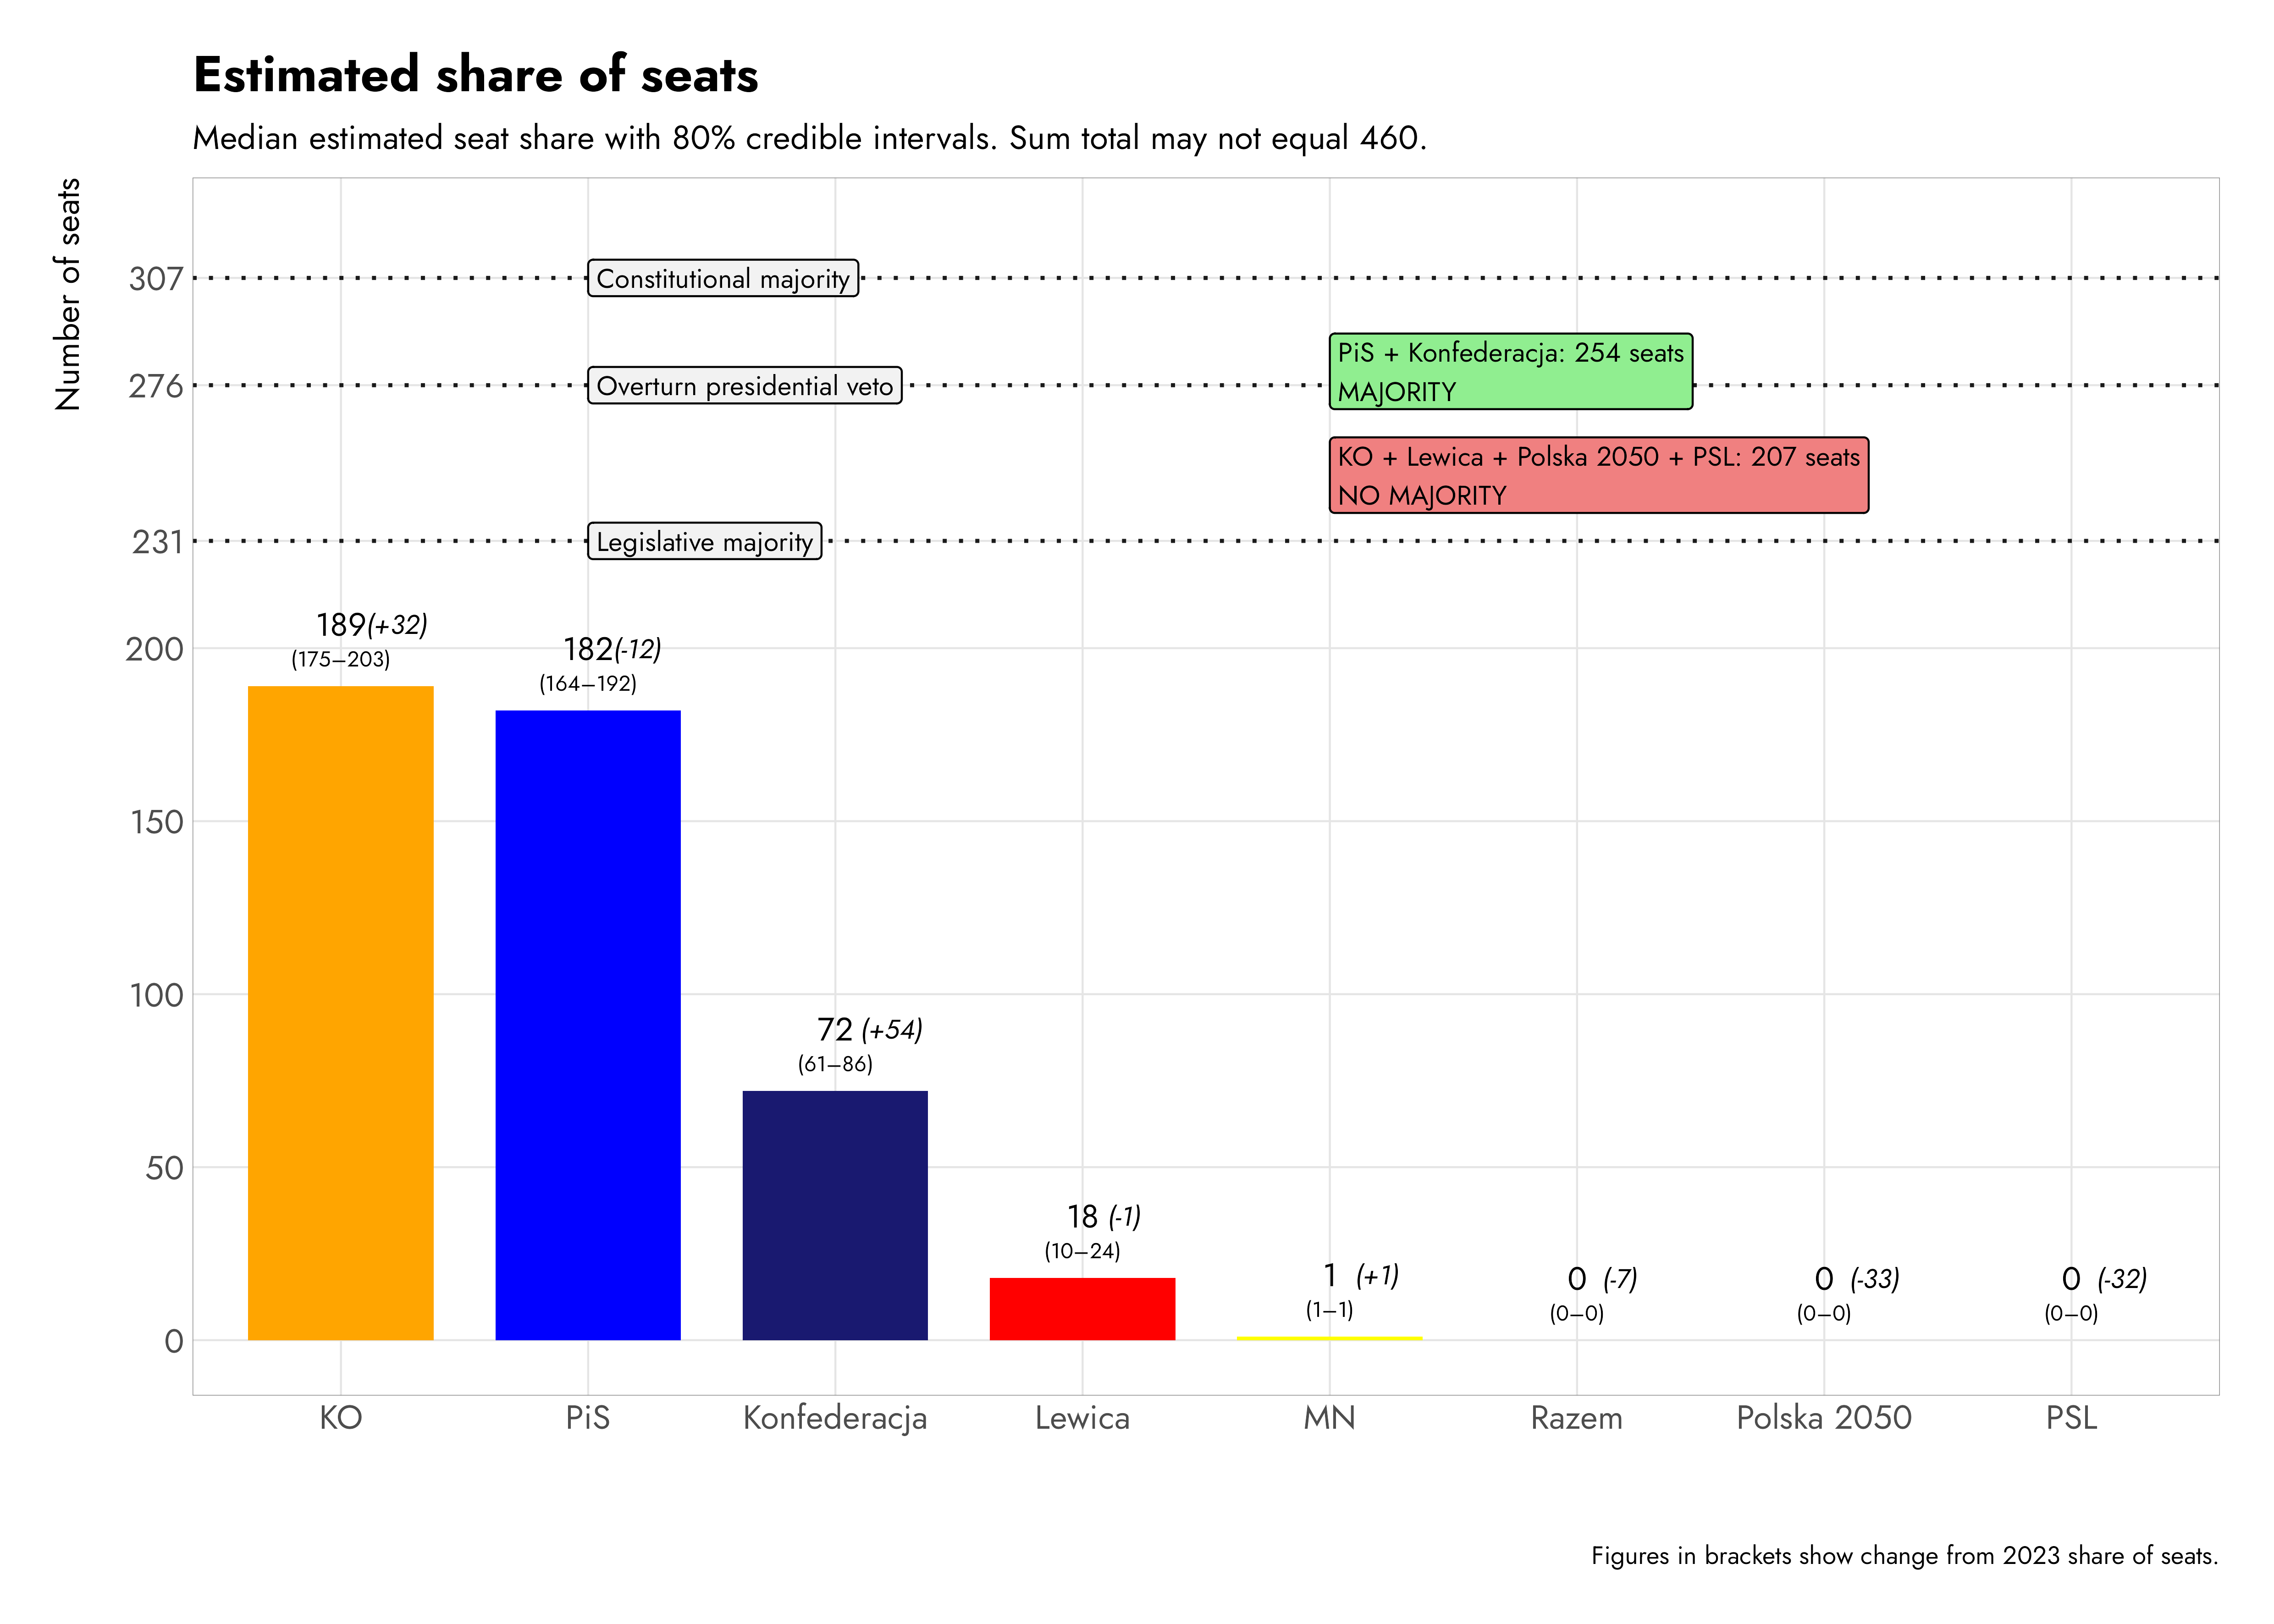 Estimated share of seats
Median estimated seat share with 80% credible intervals. Sum total may not equal 460.
Number of seats
307
Constitutional majority
PiS + Konfederacja: 254 seats
MAJORITY
276
Overturn presidential veto
KO + Lewica + Polska 2050 + PSL: 207 seats
NO MAJORITY
231
Legislative majority
200
150
100
50
0
189(+32)
(175–203)
182(-12)
(164–192)
72 (+54)
(61–86)
18 (-1)
(10–24)
1 (+1)
(1–1)
0 (-7)
(0–0)
0 (-33)
(0–0)
0 (-32)
(0–0)
KO
PiS
Konfederacja
Lewica
MN
Razem
Polska 2050
PSL
Figures in brackets show change from 2023 share of seats.